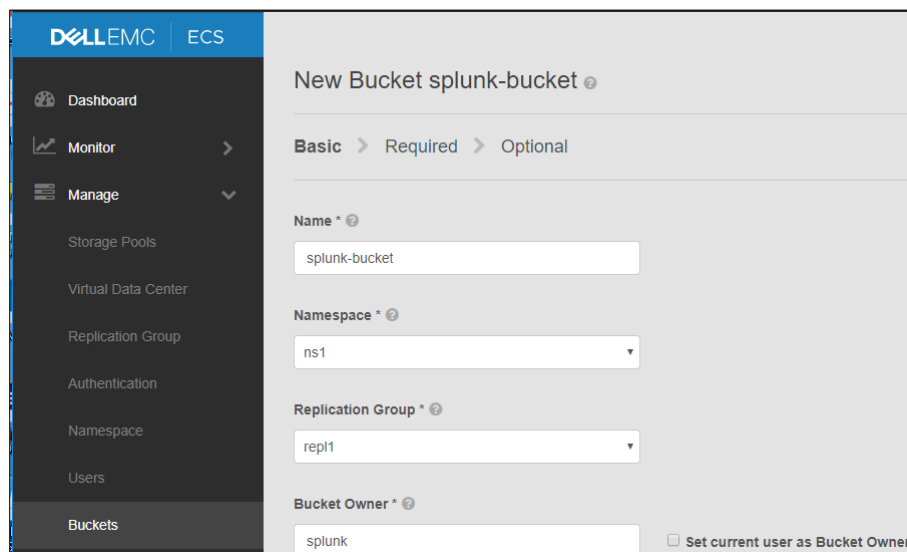 DELLEMC ECS
Dashboard
Monitor
Manage
Storage Pools
Virtual Data Center
Replication Group
Authentication
Namespace
Users
Buckets
New Bucket splunk-bucket
Basic Required Optional
Name *
splunk-bucket
Namespace *
ns1
Replication Group *
repl1
Bucket Owner *
splunk
Set current user as Bucket Owner